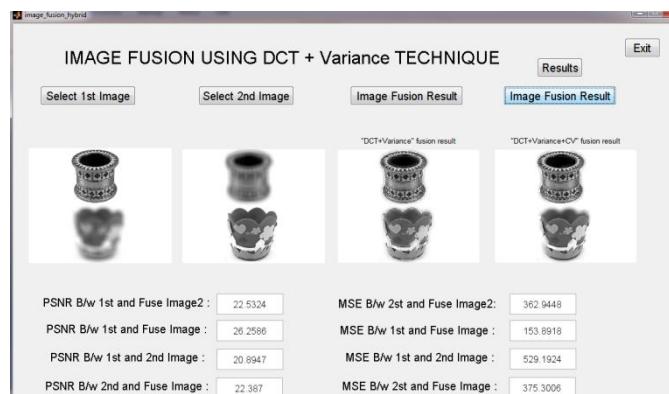 image_fusion_hybrid
IMAGE FUSION USING DCT + Variance TECHNIQUE
Results
Exit
Select 1st Image
Select 2nd Image
Image Fusion Result
Image Fusion Result
"DCT+Variance" fusion result
"DCT+Variance+CV" fusion result
PSNR B/w 1st and Fuse Image2 : 22.5324
MSE B/w 2st and Fuse Image2: 362.9448
PSNR B/w 1st and Fuse Image : 26.2586
MSE B/w 1st and Fuse Image : 153.8918
PSNR B/w 1st and 2nd Image : 20.8947
MSE B/w 1st and 2nd Image : 529.1924
PSNR B/w 2nd and Fuse Image : 22.387
MSE B/w 2st and Fuse Image : 375.3006